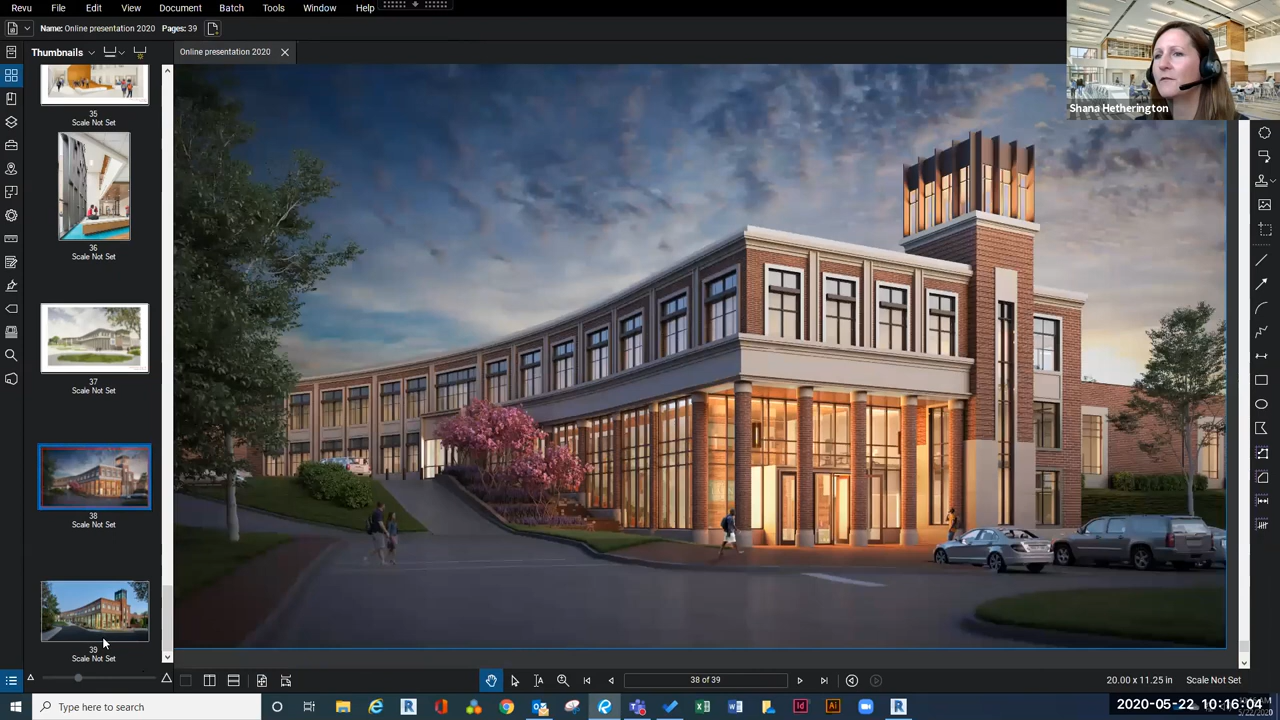 Revu File Edit View Document Batch Tools Window Help
Name: Online presentation 2020 Pages: 39
Thumbnails
Online presentation 2020
Shana Hetherington
35
Scale Not Set
36
Scale Not Set
37
Scale Not Set
38
Scale Not Set
39
Scale Not Set
38 of 39
20.00 x 11.25 in
Scale Not Set
Type here to search
2020-05-22 10:16:04